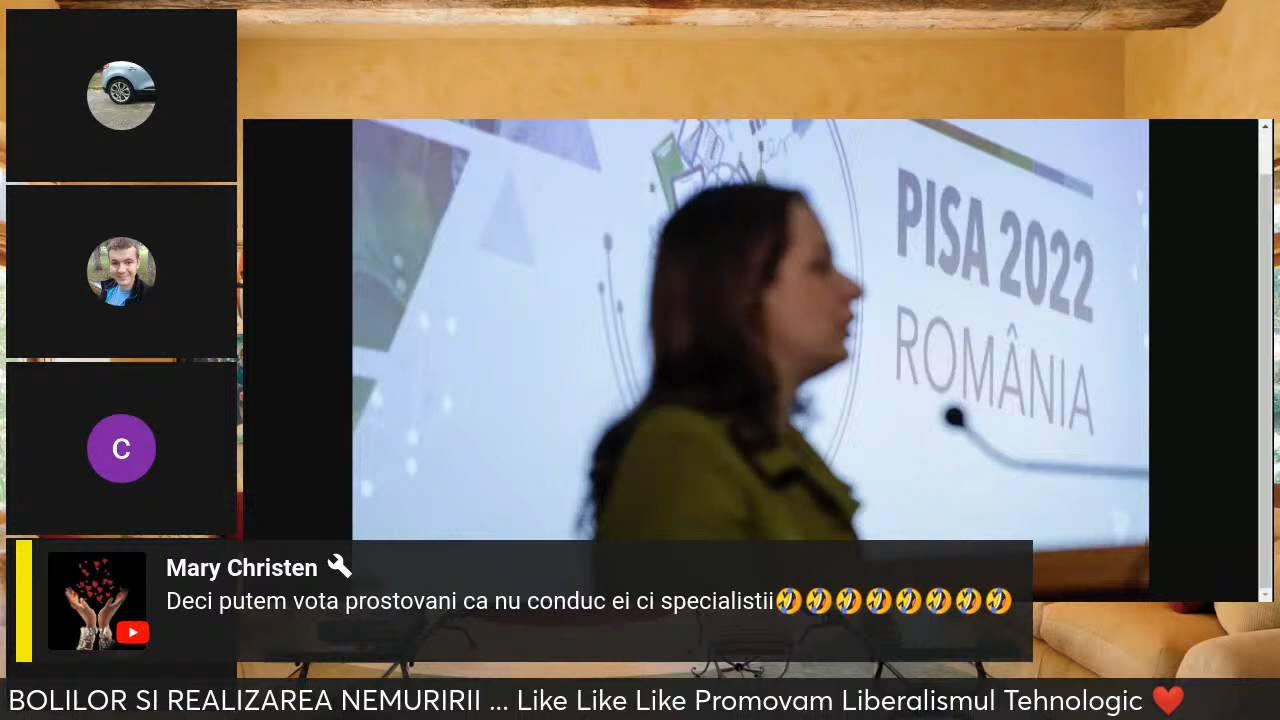 PISA 2022
ROMÂNIA
C
Mary Christen
Deci putem vota prostovani ca nu conduc ei ci specialistii🤣🤣🤣🤣🤣🤣🤣🤣
BOLILOR SI REALIZAREA NEMURIRII ... Like Like Like Promovam Liberalismul Tehnologic ❤️